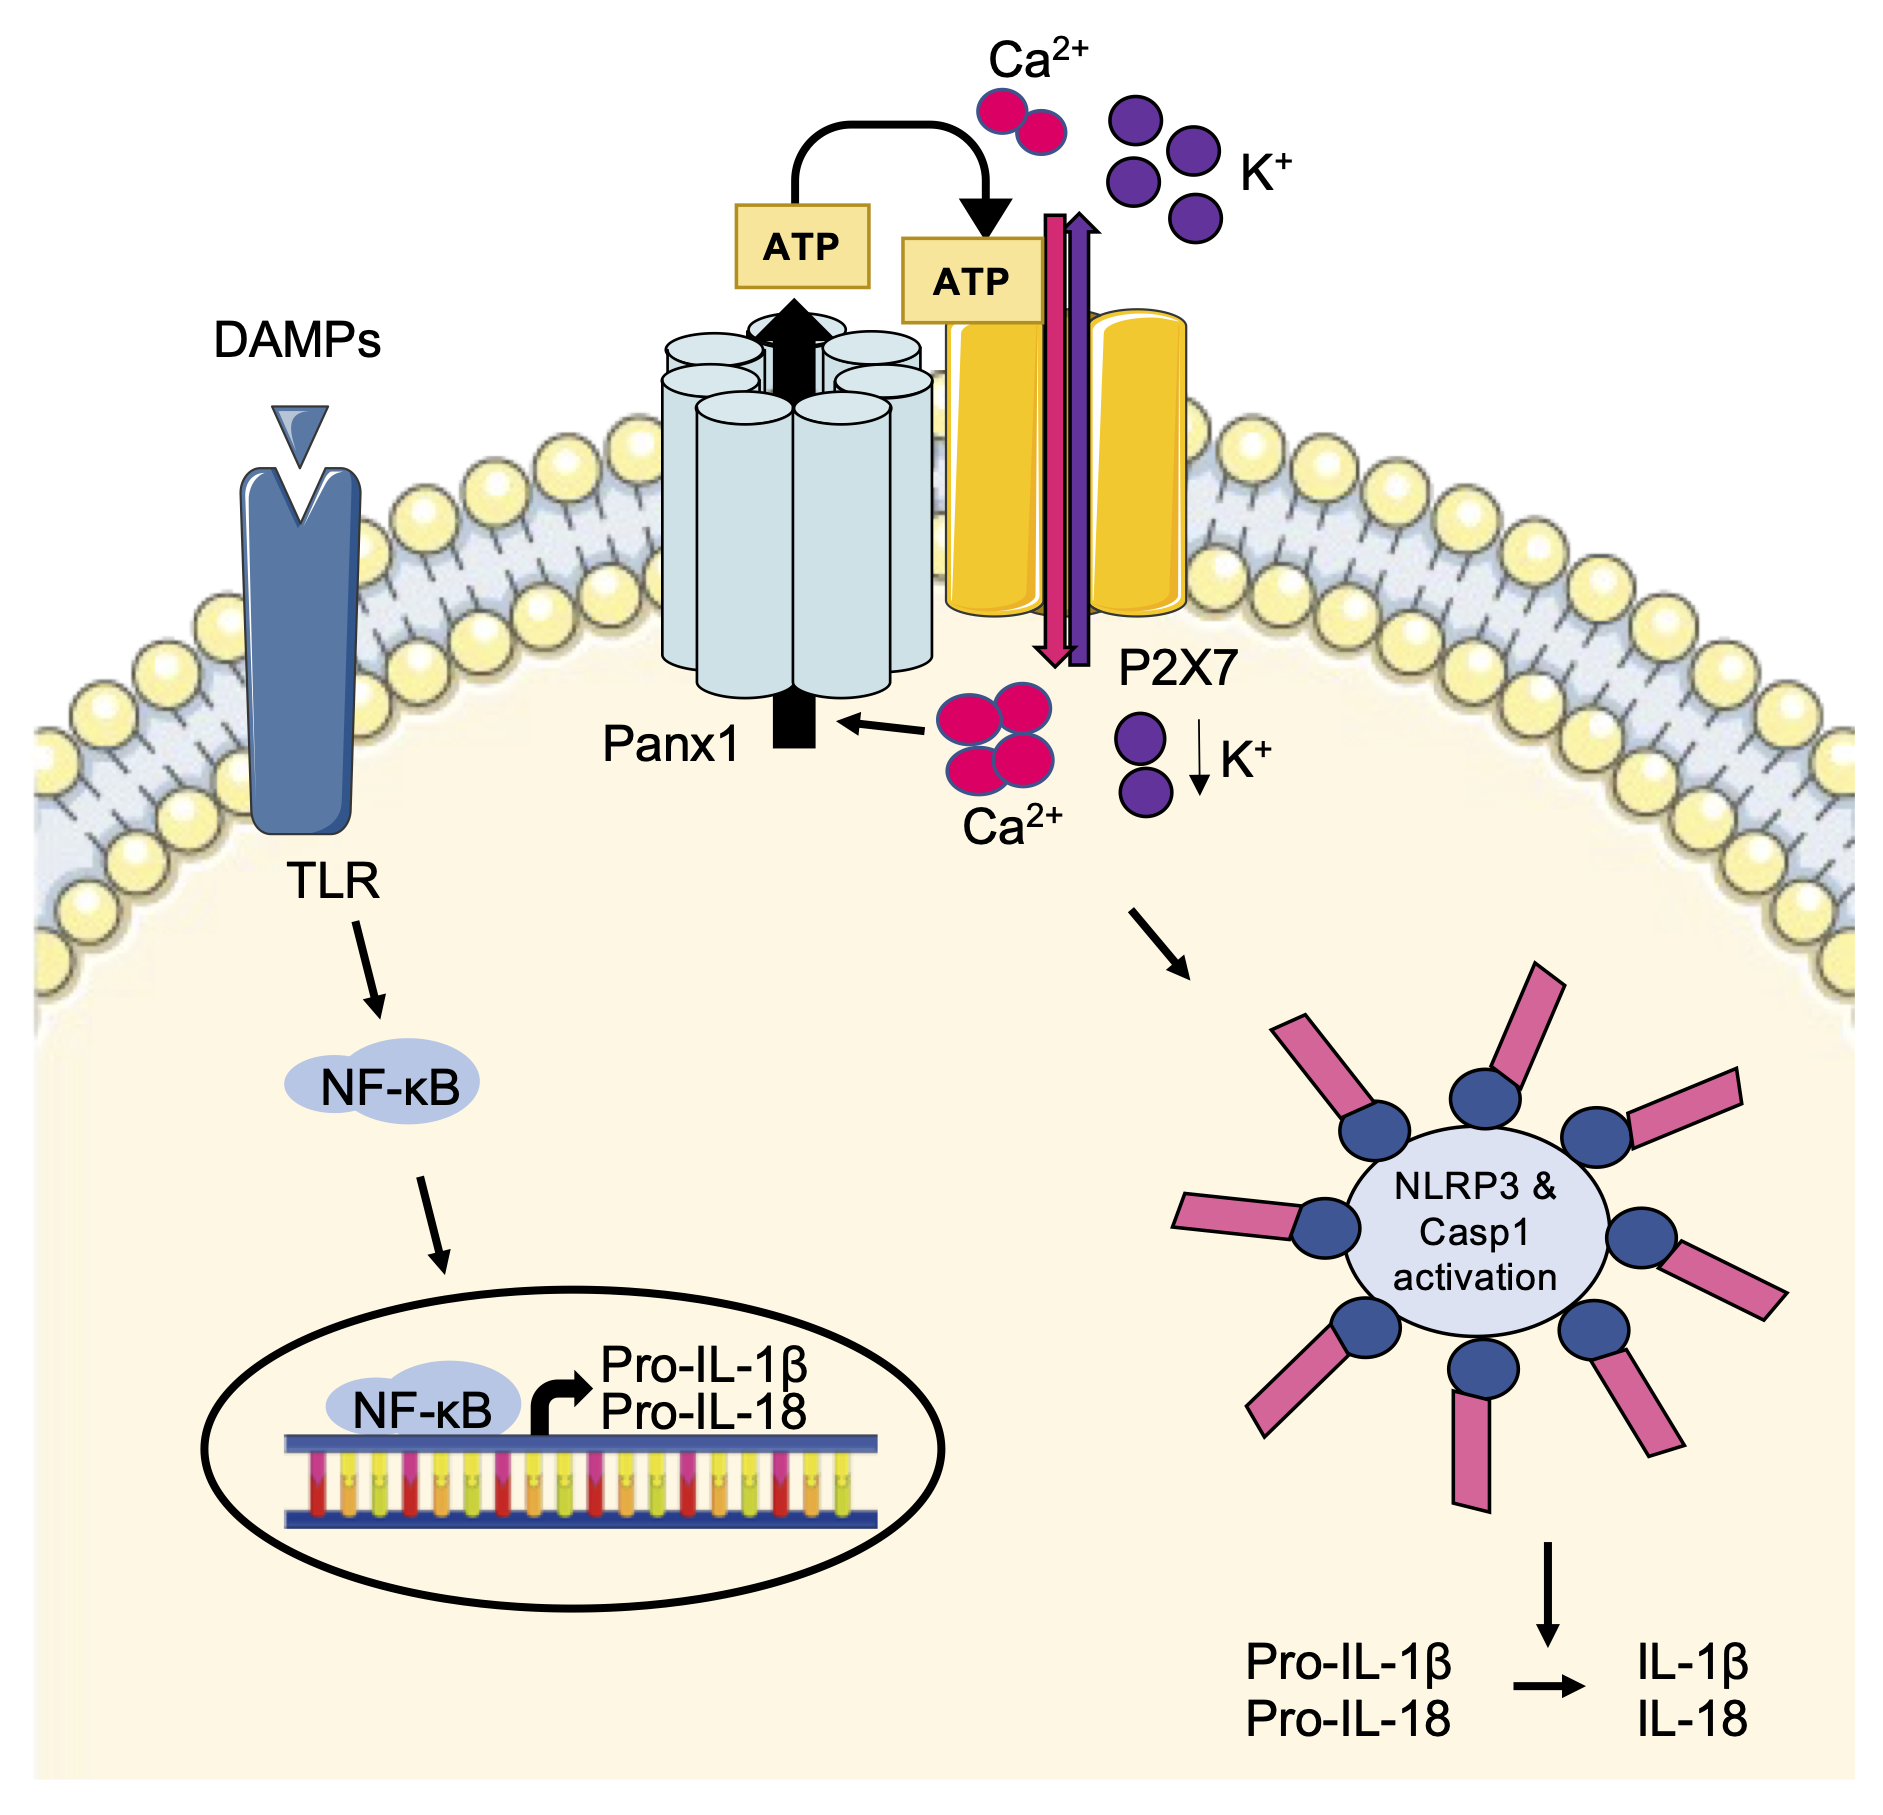 Ca²⁺
K⁺
ATP
ATP
DAMPs
P2X7
Panx1
K⁺
Ca²⁺
TLR
NF-κB
NLRP3 &
Casp1
activation
Pro-IL-1β
Pro-IL-18
NF-κB
Pro-IL-1β
Pro-IL-18
IL-1β
IL-18